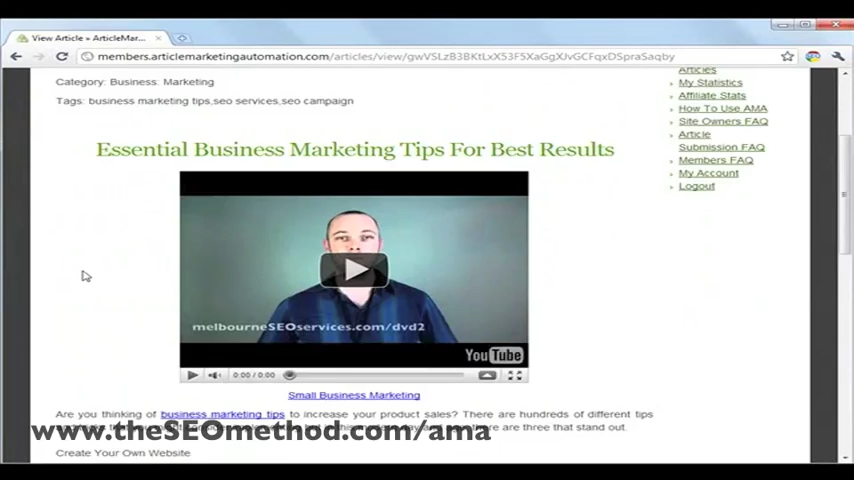 View Article » ArticleMar...
members.articlemarketingautomation.com/articles/view/gwVSLzB3BKtLxX53F5XaGgXJvGCFqxDSpraSaqby
Category: Business: Marketing
Tags: business marketing tips,seo services,seo campaign
Essential Business Marketing Tips For Best Results
melbourneSEOservices.com/dvd2
YouTube
0:00 / 0:00
Small Business Marketing
Are you thinking of business marketing tips to increase your product sales? There are hundreds of different tips
there are three that stand out.
www.theSEOmethod.com/ama
Create Your Own Website
Articles
My Statistics
Affiliate Stats
How To Use AMA
Site Owners FAQ
Article
Submission FAQ
Members FAQ
My Account
Logout